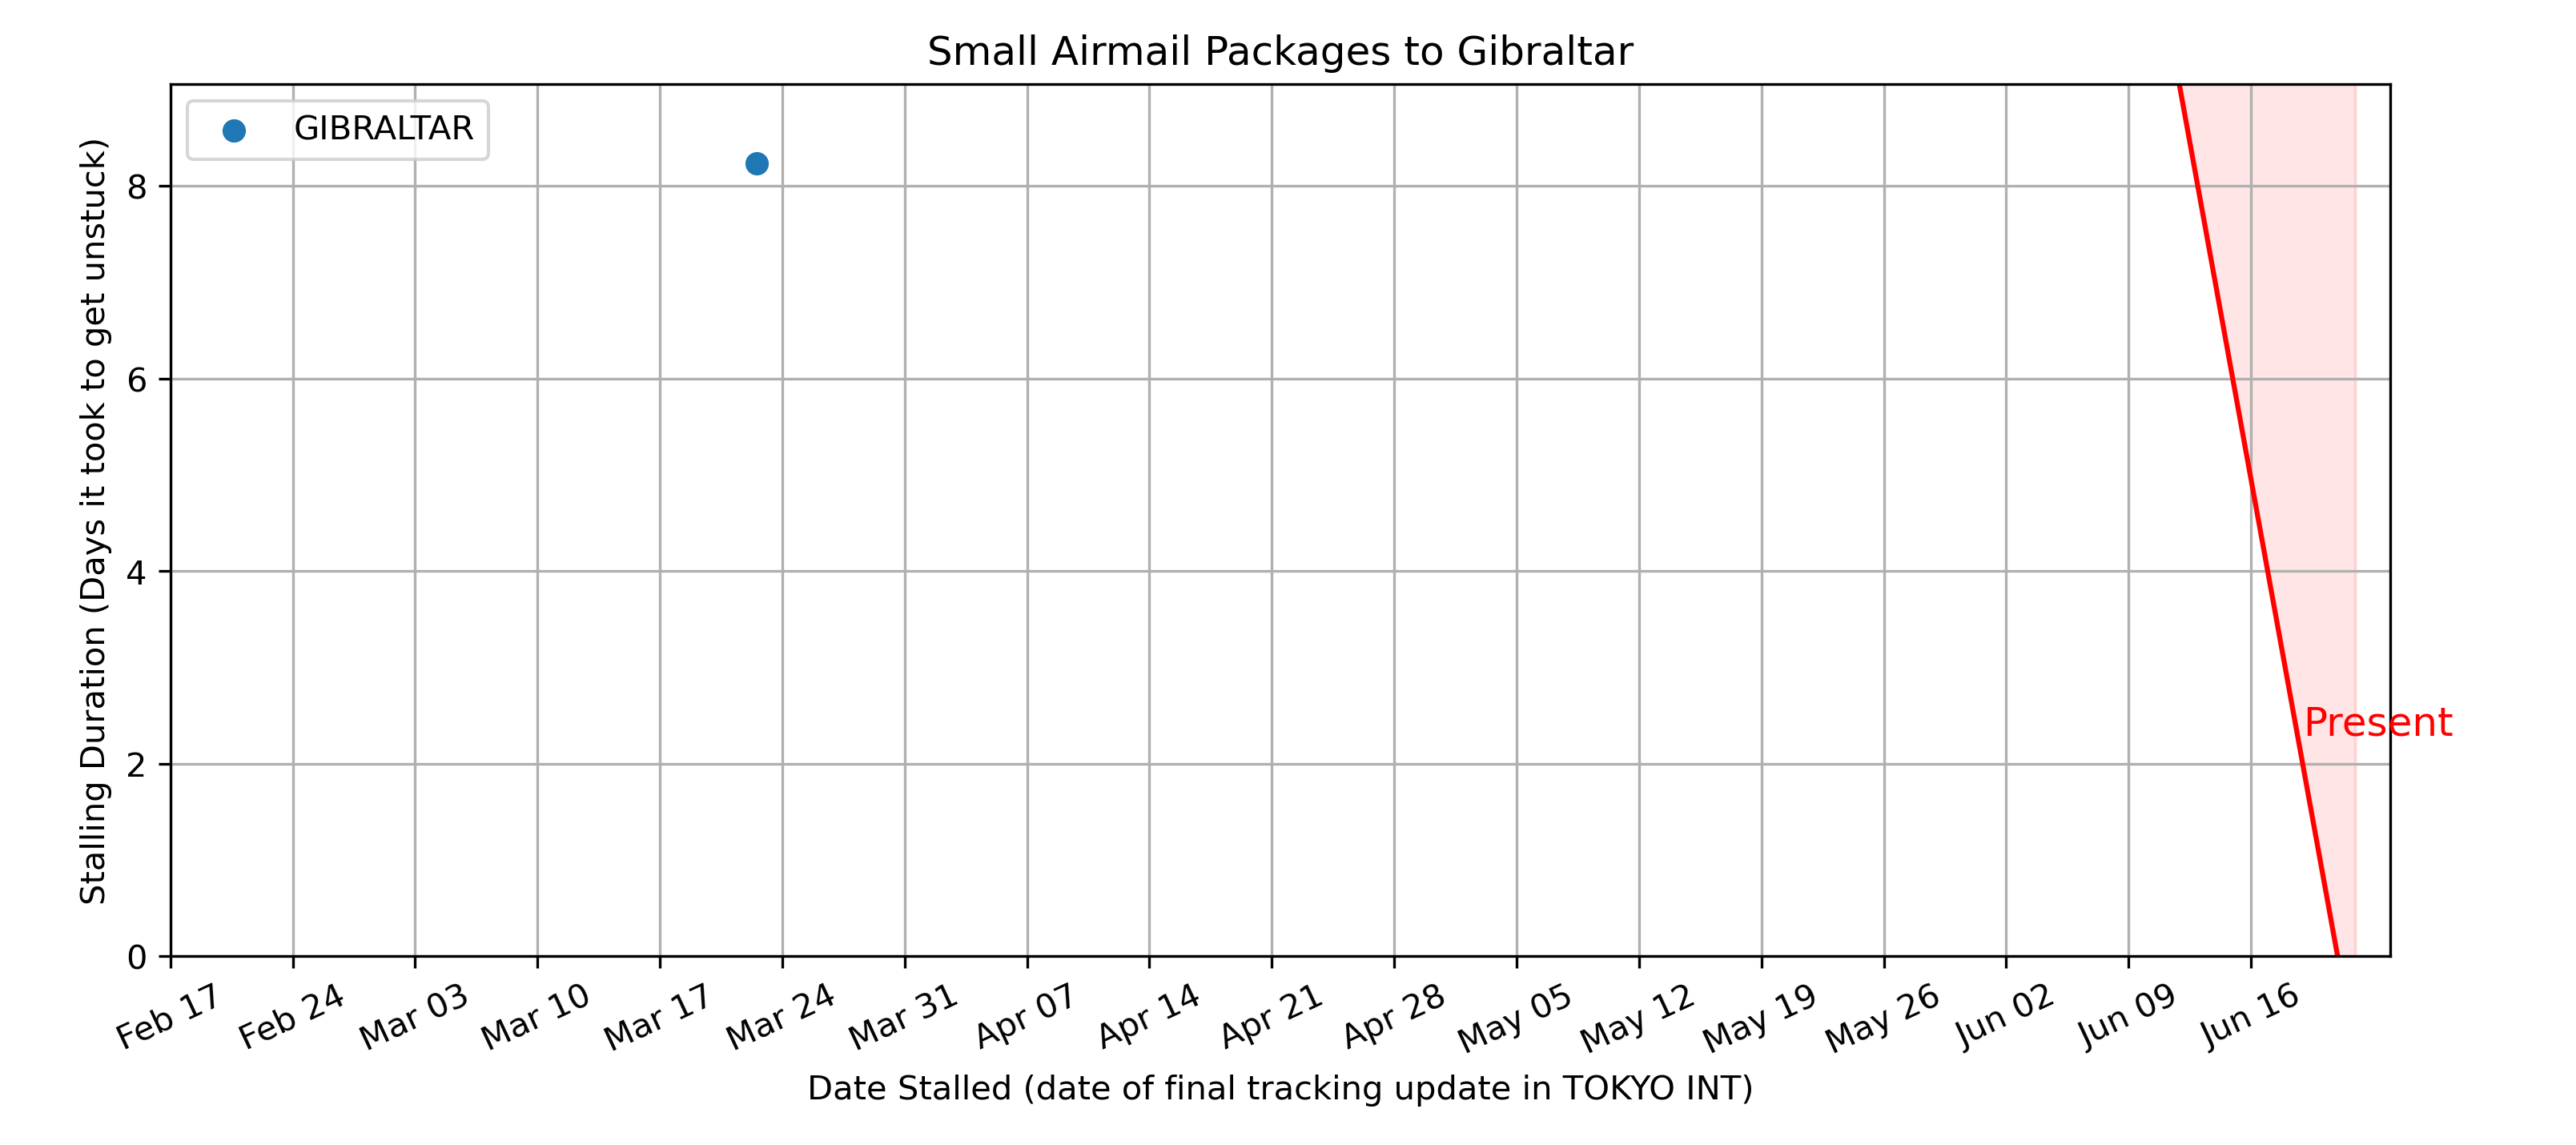 Small Airmail Packages to Gibraltar
GIBRALTAR
Stalling Duration (Days it took to get unstuck)
8
6
4
2
0
Present
Feb 17 Feb 24 Mar 03 Mar 10 Mar 17 Mar 24 Mar 31 Apr 07 Apr 14 Apr 21 Apr 28 May 05 May 12 May 19 May 26 Jun 02 Jun 09 Jun 16
Date Stalled (date of final tracking update in TOKYO INT)